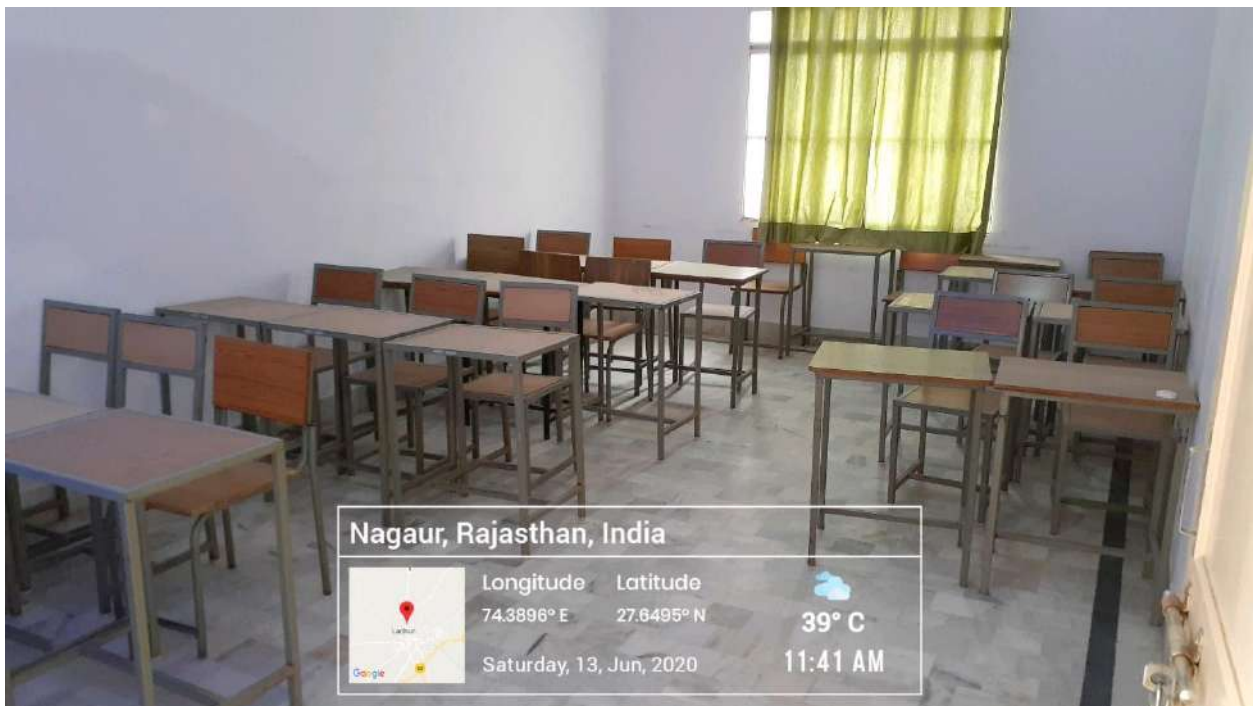 Nagaur, Rajasthan, India
Longitude Latitude
74.3896° E 27.6495° N
39° C
Saturday, 13, Jun, 2020
11:41 AM
Google